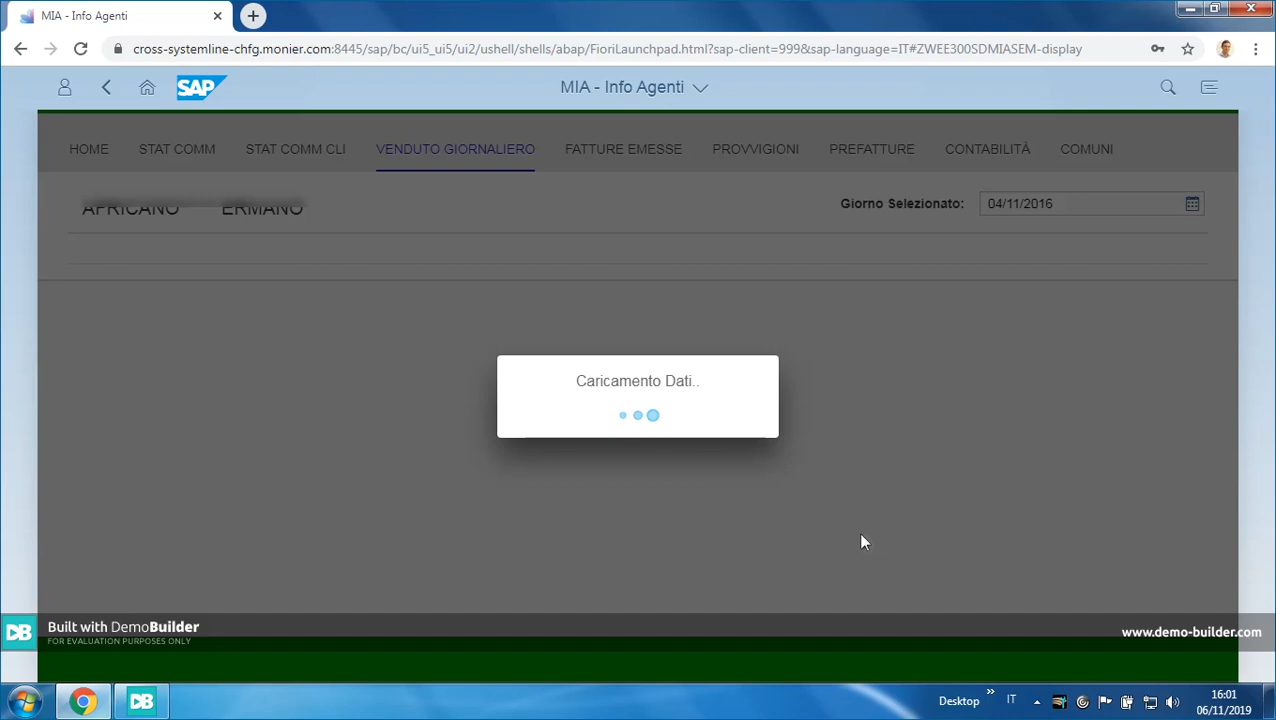 MIA - Info Agenti
cross-systemline-chfg.monier.com:8445/sap/bc/ui5_ui5/ui2/ushell/shells/abap/FioriLaunchpad.html?sap-client=999&sap-language=IT#ZWEE300SDMIASEM-display
SAP MIA - Info Agenti
HOME STAT COMM STAT COMM CLI VENDUTO GIORNALIERO FATTURE EMESSE PROVVIGIONI PREFATTURE CONTABILITÀ COMUNI
AFRICANO ERMANO Giorno Selezionato: 04/11/2016
Caricamento Dati..
DB Built with DemoBuilder www.demo-builder.com
FOR EVALUATION PURPOSES ONLY
DB Desktop » IT 16:01
06/11/2019